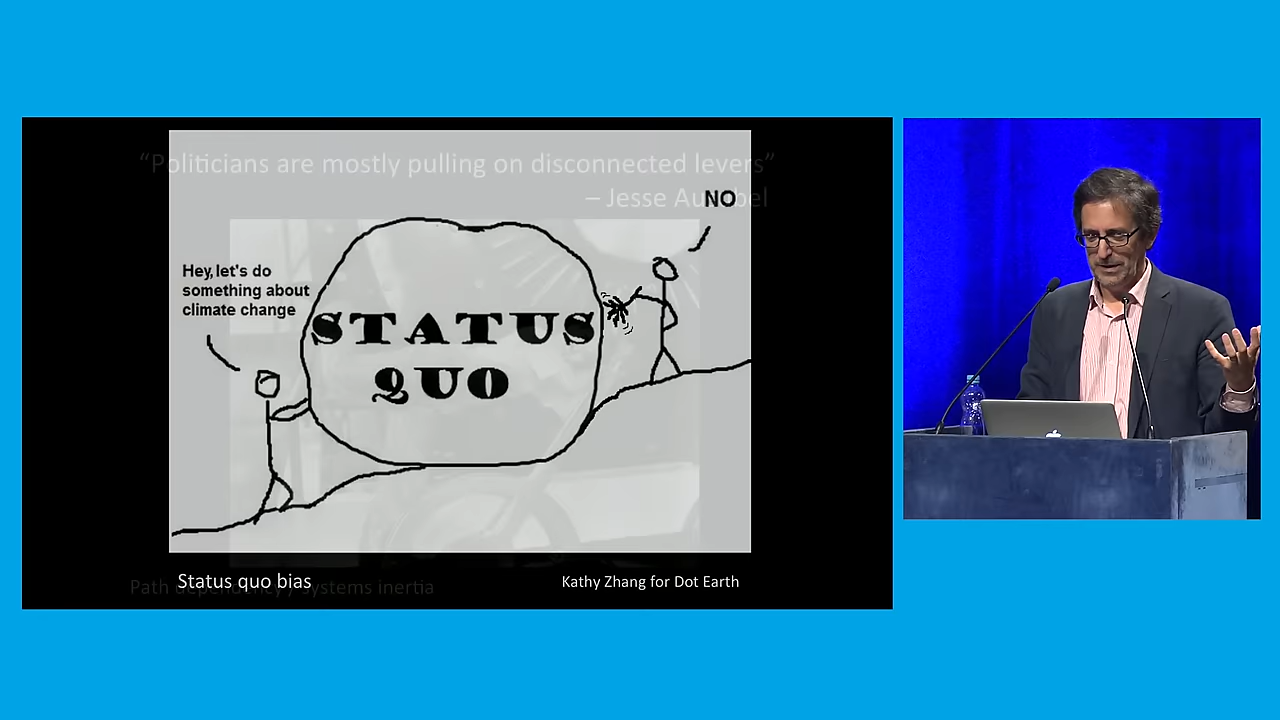 “Politicians are mostly pulling on disconnected levers”
– Jesse
NO
Hey, let's do
something about
climate change
STATUS
QUO
Status quo bias
Kathy Zhang for Dot Earth
Path dependency systems inertia